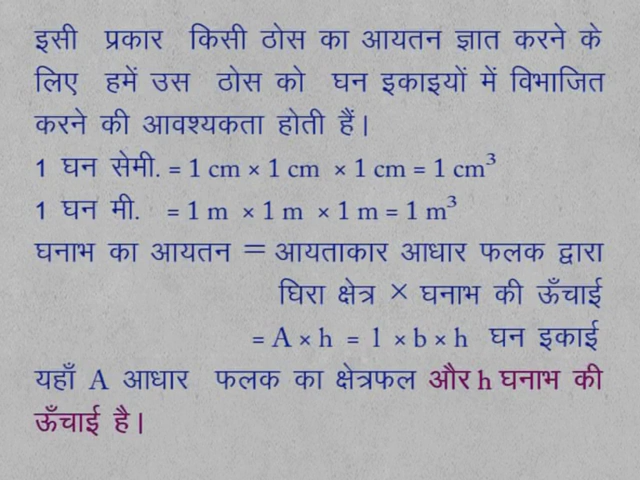 इसी प्रकार किसी ठोस का आयतन ज्ञात करने के
लिए हमें उस ठोस को घन इकाइयों में विभाजित
करने की आवश्यकता होती हैं।
1 घन सेमी. = 1 cm × 1 cm × 1 cm = 1 cm³
1 घन मी. = 1 m × 1 m × 1 m = 1 m³
घनाभ का आयतन = आयताकार आधार फलक द्वारा
घिरा क्षेत्र × घनाभ की ऊँचाई
= A × h = l × b × h घन इकाई
यहाँ A आधार फलक का क्षेत्रफल और h घनाभ की
ऊँचाई है।